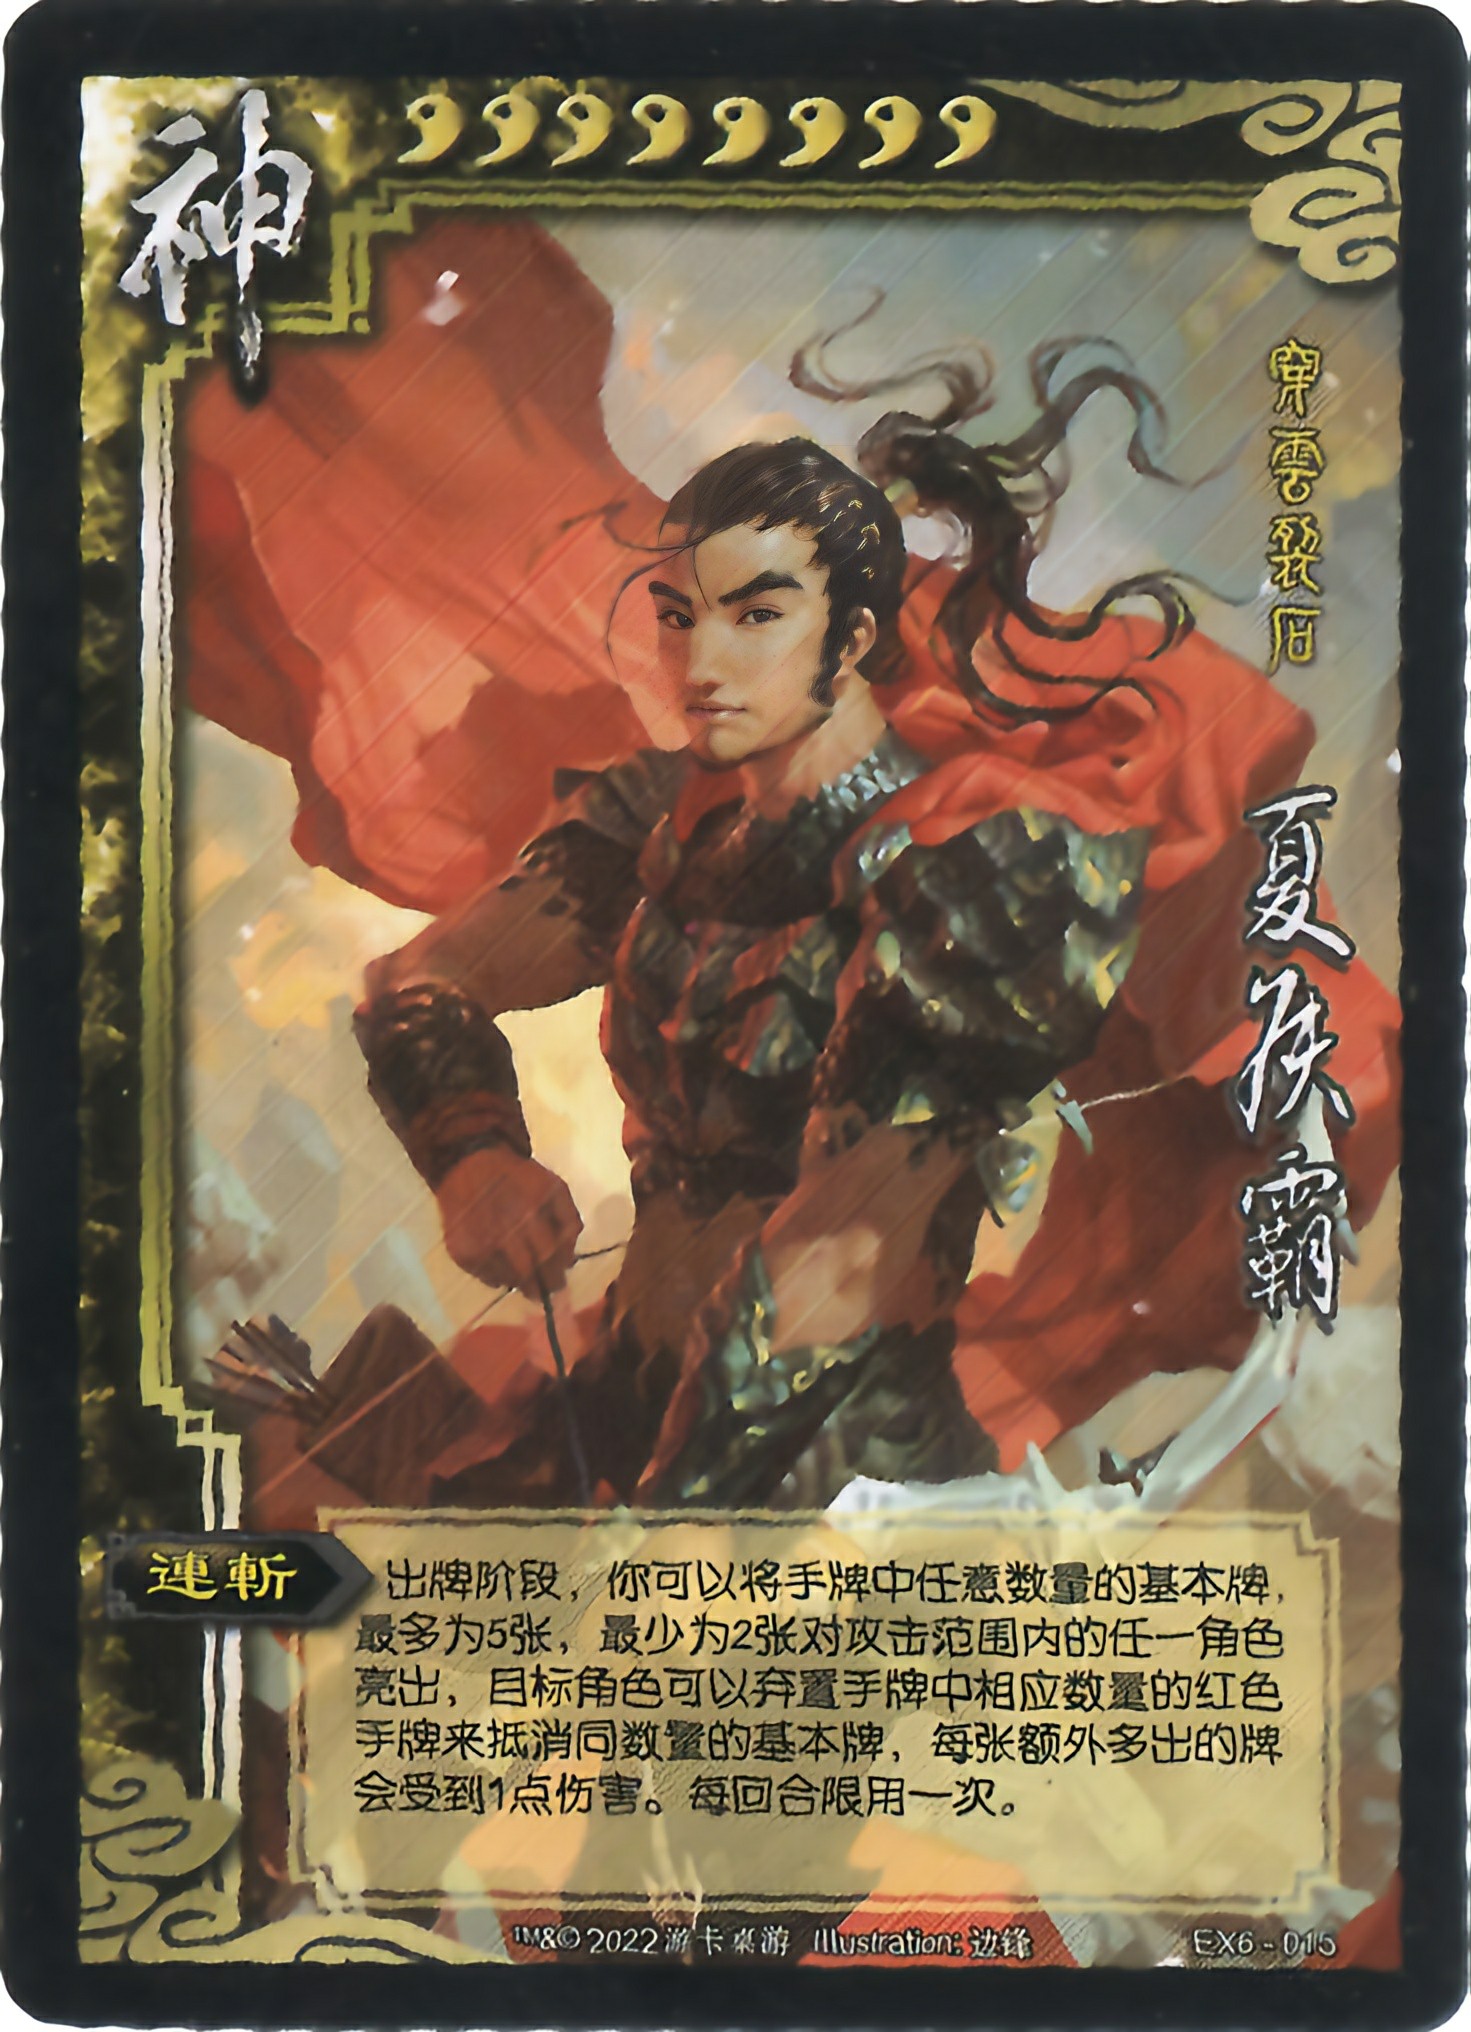 神
穿雲裂石
夏侯霸
連斬
出牌阶段，你可以将手牌中任意数量的基本牌，
最多为5张，最少为2张对攻击范围内的任一角色
亮出，目标角色可以弃置手牌中相应数量的红色
手牌来抵消同数量的基本牌，每张额外多出的牌
会受到1点伤害。每回合限用一次。
™&© 2022 游卡桌游 Illustration: 边锋
EX6 - 015